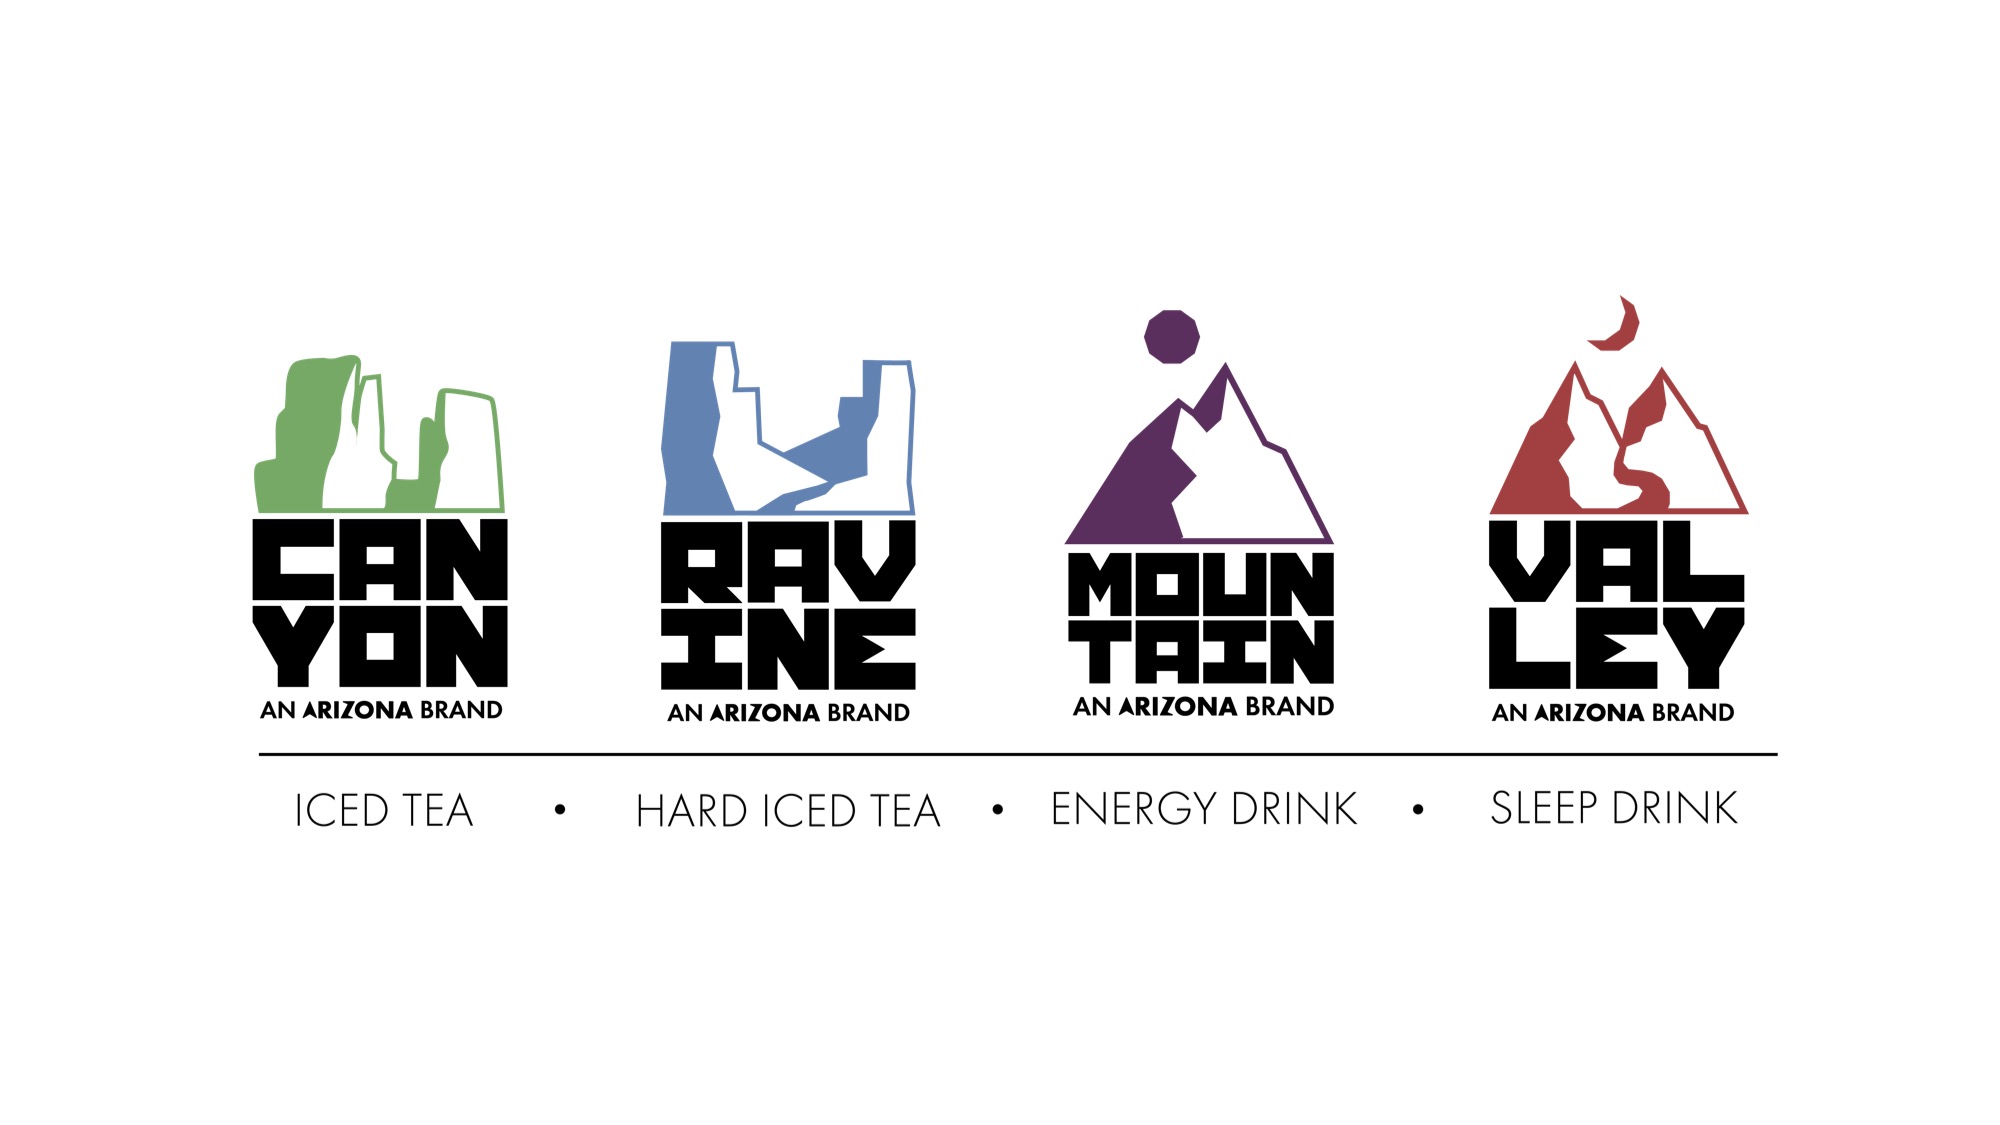 CAN
YON
AN ARIZONA BRAND
RAV
INE
AN ARIZONA BRAND
MOUN
TAIN
AN ARIZONA BRAND
VAL
LEY
AN ARIZONA BRAND
ICED TEA • HARD ICED TEA • ENERGY DRINK • SLEEP DRINK